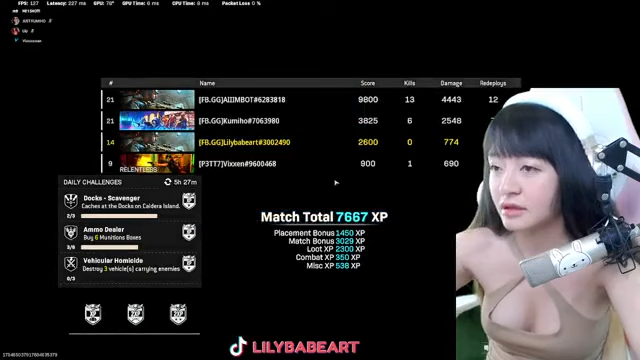 FPS: 127 Latency: 227 ms GPU: 78° GPU Time: 6 ms CPU Time: 8 ms Packet Loss 0 %
# Name Score Kills Damage Redeploys
21 [FB.GG]AIIIMBOT#6283818 9800 13 4443 12
21 [FB.GG]Kumiho#7063980 3825 6 2548
14 [FB.GG]Lilybabeart#3002490 2600 0 774
9 [P3TT7]Vixxen#9600468 900 1 690
RELENTLESS
DAILY CHALLENGES 5h 27m
Docks - Scavenger
Caches at the Docks on Caldera Island.
2/3
Ammo Dealer
Buy 6 Munitions Boxes
Vehicular Homicide
Destroy 3 vehicle(s) carrying enemies
0/3
XP
Match Total 7667 XP
Placement Bonus 1450 XP
Match Bonus 3029 XP
Loot XP 2300 XP
Combat XP 350 XP
Misc XP 538 XP
LILYBABEART